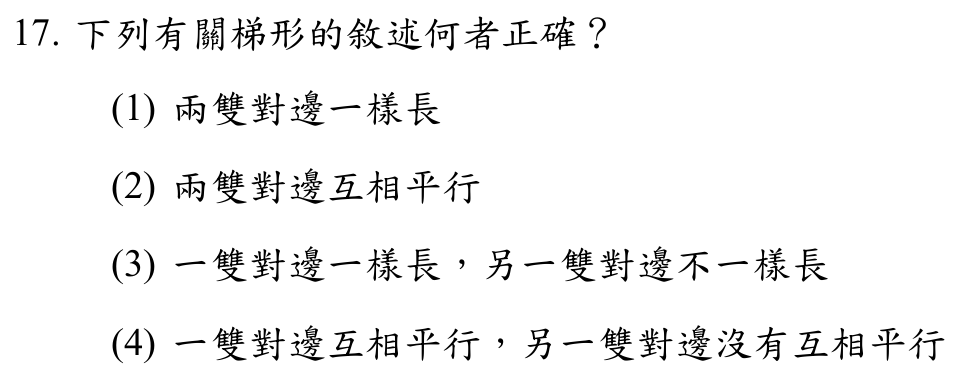 17. 下列有關梯形的敘述何者正確？
(1) 兩雙對邊一樣長
(2) 兩雙對邊互相平行
(3) 一雙對邊一樣長，另一雙對邊不一樣長
(4) 一雙對邊互相平行，另一雙對邊沒有互相平行